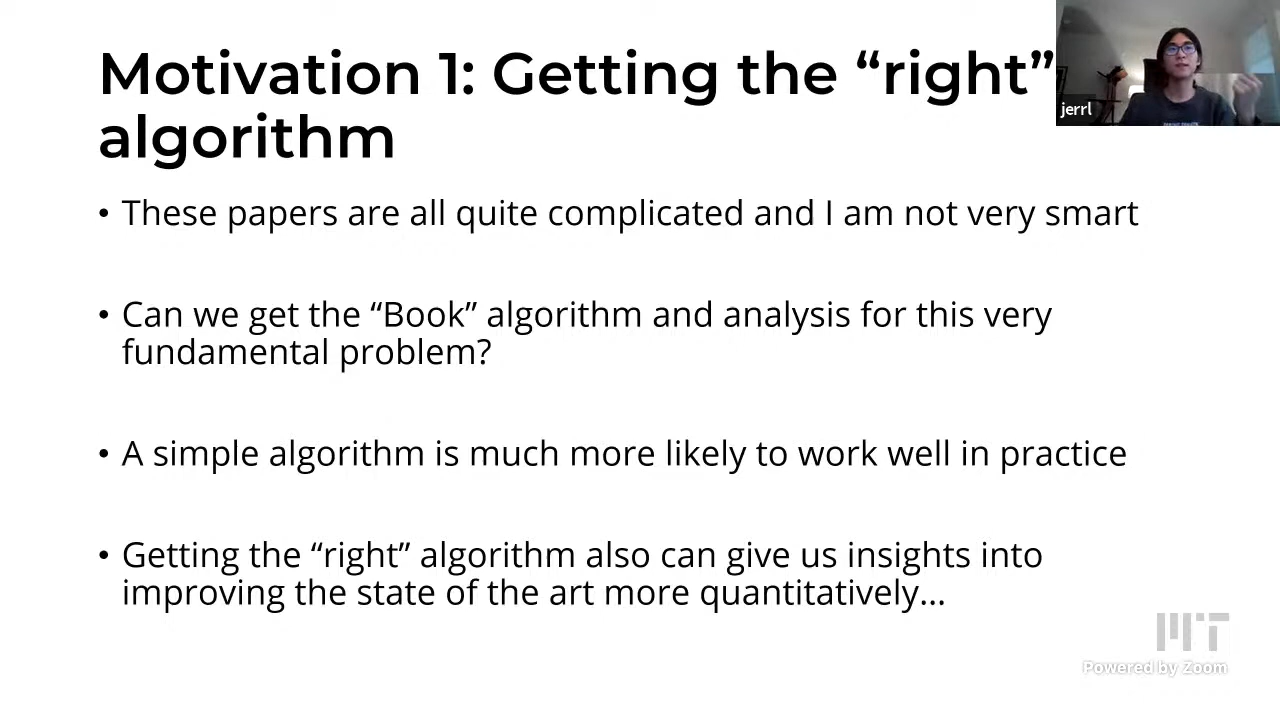 Motivation 1: Getting the “right”
algorithm
jerrl
• These papers are all quite complicated and I am not very smart
• Can we get the “Book” algorithm and analysis for this very
fundamental problem?
• A simple algorithm is much more likely to work well in practice
• Getting the “right” algorithm also can give us insights into
improving the state of the art more quantitatively…
MIT
Powered by Zoom